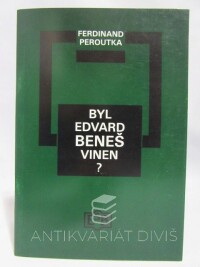 FERDINAND
PEROUTKA
BYL
EDVARD
BENEŠ
VINEN
?
ANTIKVARIÁT DIVIŠ